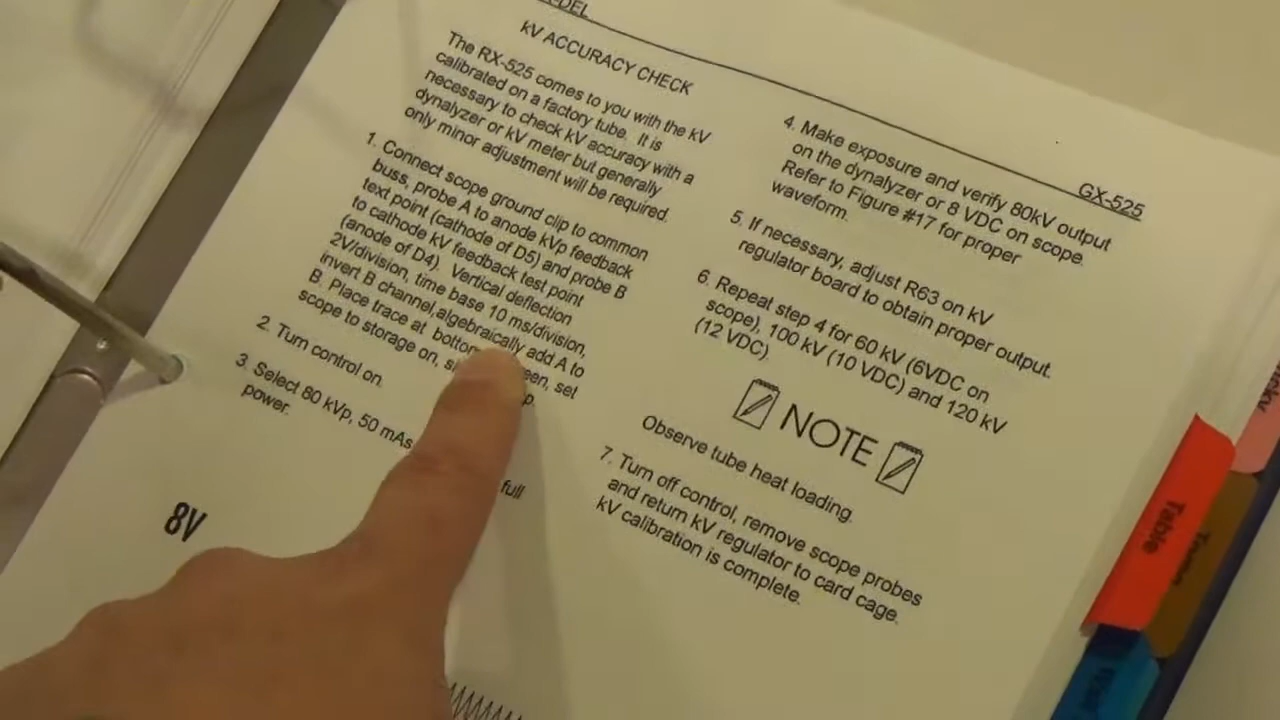 -DEL
GX-525
kV ACCURACY CHECK
The RX-525 comes to you with the kV
calibrated on a factory tube. It is
necessary to check kV accuracy with a
dynalyzer or kV meter but generally
only minor adjustment will be required.
1. Connect scope ground clip to common
buss, probe A to anode kVp feedback
text point (cathode of D5) and probe B
to cathode kV feedback test point
(anode of D4). Vertical deflection
2V/division, time base 10 ms/division,
invert B channel,algebraically add A to
B. Place trace at een, set
scope to storage on,
2. Turn control on.
3. Select 80 kVp, 50 mAs,
full
power.
8V
4. Make exposure and verify 80kV output
on the dynalyzer or 8 VDC on scope.
Refer to Figure #17 for proper
waveform.
5. If necessary, adjust R63 on kV
regulator board to obtain proper output.
6. Repeat step 4 for 60 kV (6VDC on
scope), 100 kV (10 VDC) and 120 kV
(12 VDC).
NOTE
Observe tube heat loading.
7. Turn off control, remove scope probes
and return kV regulator to card cage.
kV calibration is complete.
Table